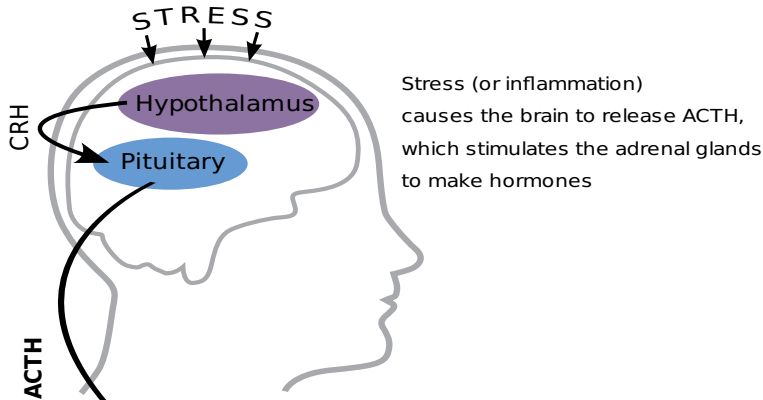 STRESS
Hypothalamus
CRH
Pituitary
ACTH
Stress (or inflammation)
causes the brain to release ACTH,
which stimulates the adrenal glands
to make hormones